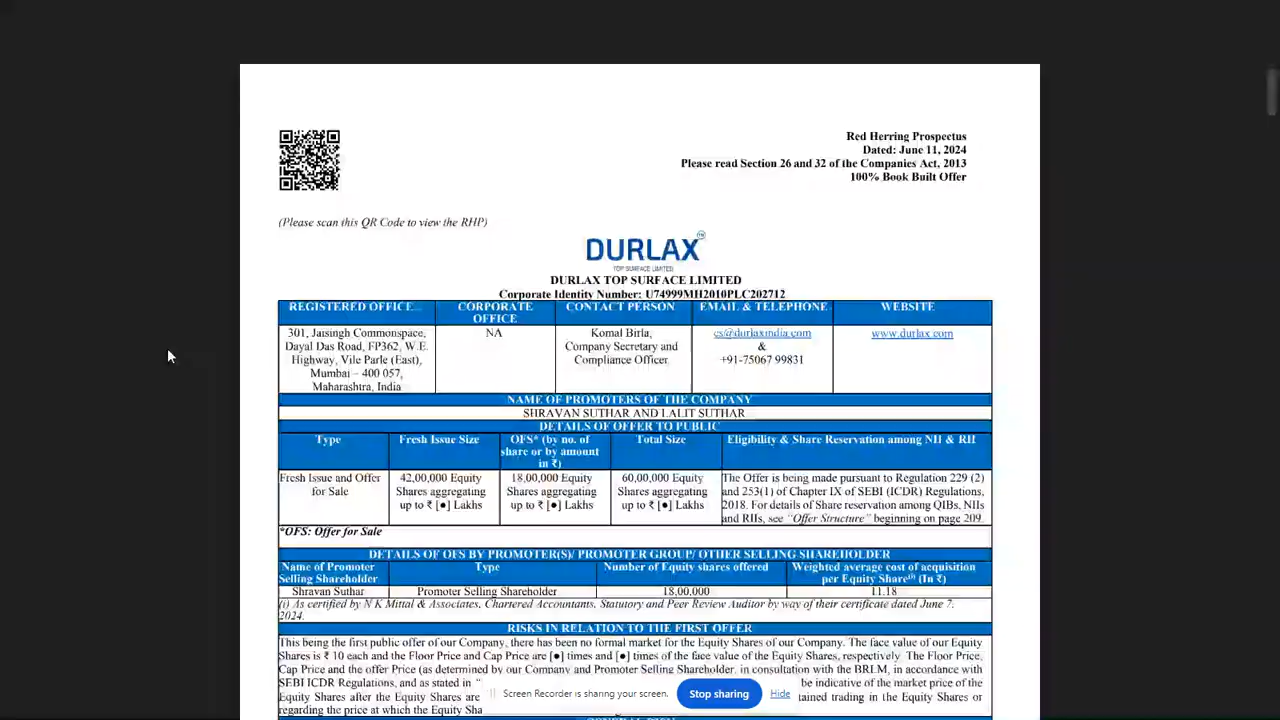 Red Herring Prospectus
Dated: June 11, 2024
Please read Section 26 and 32 of the Companies Act, 2013
100% Book Built Offer
(Please scan this QR Code to view the RHP)
DURLAX
TOP SURFACE LIMITED
DURLAX TOP SURFACE LIMITED
Corporate Identity Number: U74999MH2010PLC202712
REGISTERED OFFICE
CORPORATE OFFICE
CONTACT PERSON
EMAIL & TELEPHONE
WEBSITE
301, Jaisingh Commonspace,
Dayal Das Road, FP362, W.E.
Highway, Vile Parle (East),
Mumbai – 400 057,
Maharashtra, India
NA
Komal Birla,
Company Secretary and
Compliance Officer.
cs@durlaxindia.com
&
+91-75067 99831
www.durlax.com
NAME OF PROMOTERS OF THE COMPANY
SHRAVAN SUTHAR AND LALIT SUTHAR
DETAILS OF OFFER TO PUBLIC
Type
Fresh Issue Size
OFS* (by no. of
share or by amount
in ₹)
Total Size
Eligibility & Share Reservation among NII & RII
Fresh Issue and Offer
for Sale
42,00,000 Equity
Shares aggregating
up to ₹ [●] Lakhs
18,00,000 Equity
Shares aggregating
up to ₹ [●] Lakhs
60,00,000 Equity
Shares aggregating
up to ₹ [●] Lakhs
The Offer is being made pursuant to Regulation 229 (2)
and 253(1) of Chapter IX of SEBI (ICDR) Regulations,
2018. For details of Share reservation among QIBs, NIIs
and RIIs, see “Offer Structure” beginning on page 209.
*OFS: Offer for Sale
DETAILS OF OFS BY PROMOTER(S)/ PROMOTER GROUP/ OTHER SELLING SHAREHOLDER
Name of Promoter
Selling Shareholder
Type
Number of Equity shares offered
Weighted average cost of acquisition
per Equity Share(i) (In ₹)
Shravan Suthar
Promoter Selling Shareholder
18,00,000
11.18
(i) As certified by N K Mittal & Associates, Chartered Accountants, Statutory and Peer Review Auditor by way of their certificate dated June 7,
2024.
RISKS IN RELATION TO THE FIRST OFFER
This being the first public offer of our Company, there has been no formal market for the Equity Shares of our Company. The face value of our Equity
Shares is ₹ 10 each and the Floor Price and Cap Price are [●] times and [●] times of the face value of the Equity Shares, respectively. The Floor Price,
Cap Price and the offer Price (as determined by our Company and Promoter Selling Shareholder, in consultation with the BRLM, in accordance with
SEBI ICDR Regulations, and as stated in “
be indicative of the market price of the
Equity Shares after the Equity Shares are
tained trading in the Equity Shares or
regarding the price at which the Equity Sha
Screen Recorder is sharing your screen.
Stop sharing
Hide